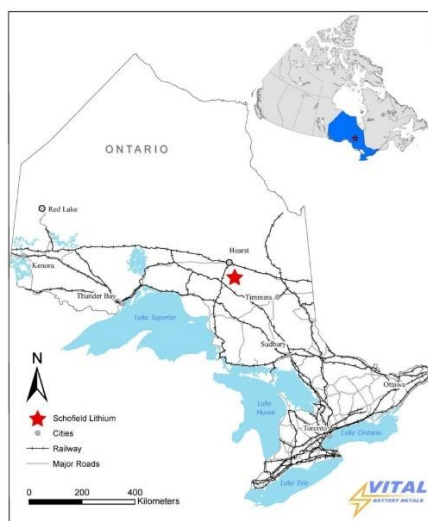 ONTARIO
Red Lake
Kenora
Hearst
Thunder Bay
Timmins
Lake Superior
Sudbury
Ottawa
Lake
Huron
Toronto
Lake Ontario
Lake Erie
N
Schofield Lithium
Cities
Railway
Major Roads
0 200 400
Kilometers
VITAL
BATTERY METALS